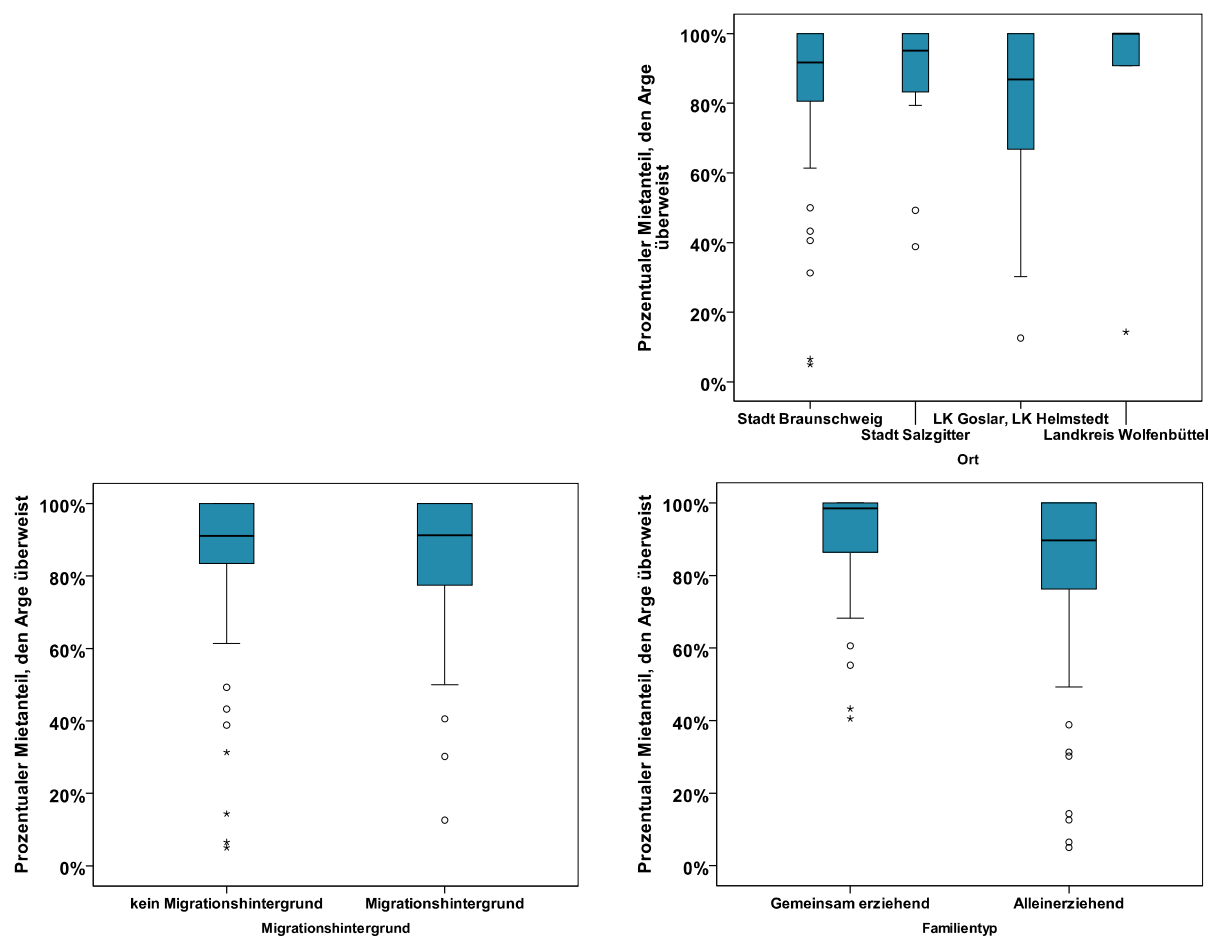 Prozentualer Mietanteil, den Arge
überweist
100%
80%
60%
40%
20%
0%
Stadt Braunschweig
Stadt Salzgitter
LK Goslar, LK Helmstedt
Landkreis Wolfenbüttel
Ort
Prozentualer Mietanteil, den Arge überweist
100%
80%
60%
40%
20%
0%
kein Migrationshintergrund
Migrationshintergrund
Migrationshintergrund
Prozentualer Mietanteil, den Arge überweist
100%
80%
60%
40%
20%
0%
Gemeinsam erziehend
Alleinerziehend
Familientyp